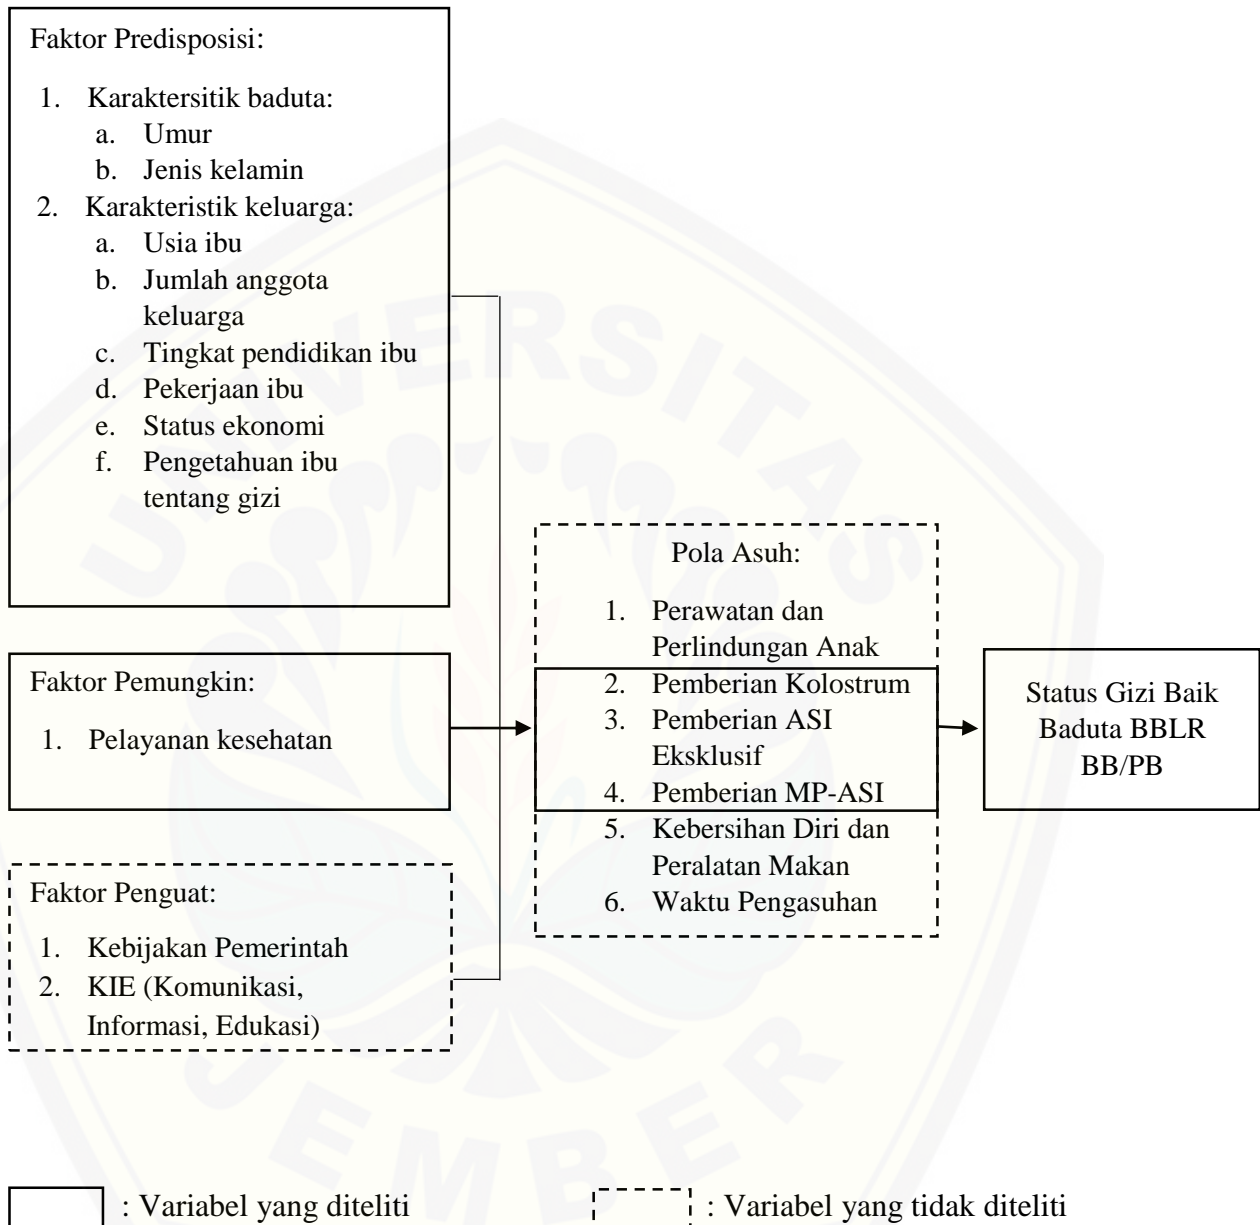 Faktor Predisposisi:
1. Karaktersitik baduta:
a. Umur
b. Jenis kelamin
2. Karakteristik keluarga:
a. Usia ibu
b. Jumlah anggota
keluarga
c. Tingkat pendidikan ibu
d. Pekerjaan ibu
e. Status ekonomi
f. Pengetahuan ibu
tentang gizi
Faktor Pemungkin:
1. Pelayanan kesehatan
Faktor Penguat:
1. Kebijakan Pemerintah
2. KIE (Komunikasi,
Informasi, Edukasi)
Pola Asuh:
1. Perawatan dan
Perlindungan Anak
2. Pemberian Kolostrum
3. Pemberian ASI
Eksklusif
4. Pemberian MP-ASI
5. Kebersihan Diri dan
Peralatan Makan
6. Waktu Pengasuhan
Status Gizi Baik
Baduta BBLR
BB/PB
: Variabel yang diteliti
: Variabel yang tidak diteliti
UNIVERSITAS
JEMBER